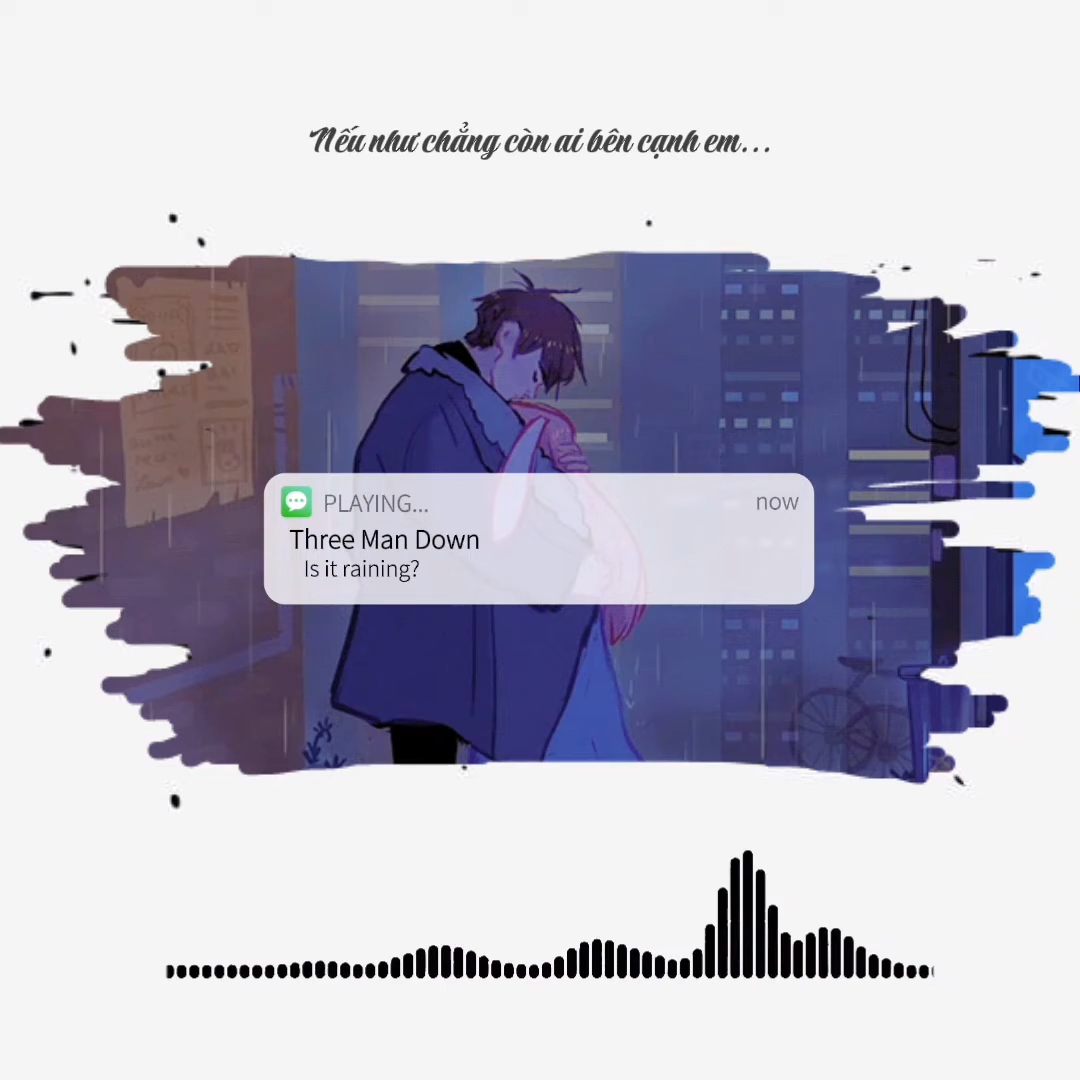 Nếu như chẳng còn ai bên cạnh em...
PLAYING... now
Three Man Down
Is it raining?